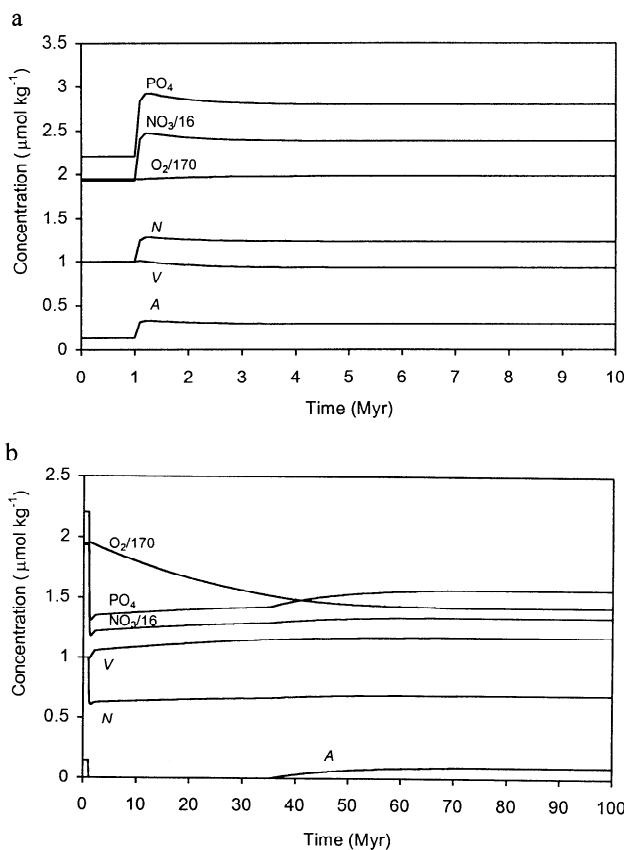 a
Concentration ( μmol kg⁻¹)
3.5
3
2.5
2
1.5
1
0.5
0
PO₄
NO₃/16
O₂/170
N
V
A
0 1 2 3 4 5 6 7 8 9 10
Time (Myr)
b
Concentration ( μmol kg⁻¹)
2.5
2
1.5
1
0.5
0
O₂/170
PO₄
NO₃/16
V
N
A
0 10 20 30 40 50 60 70 80 90 100
Time (Myr)